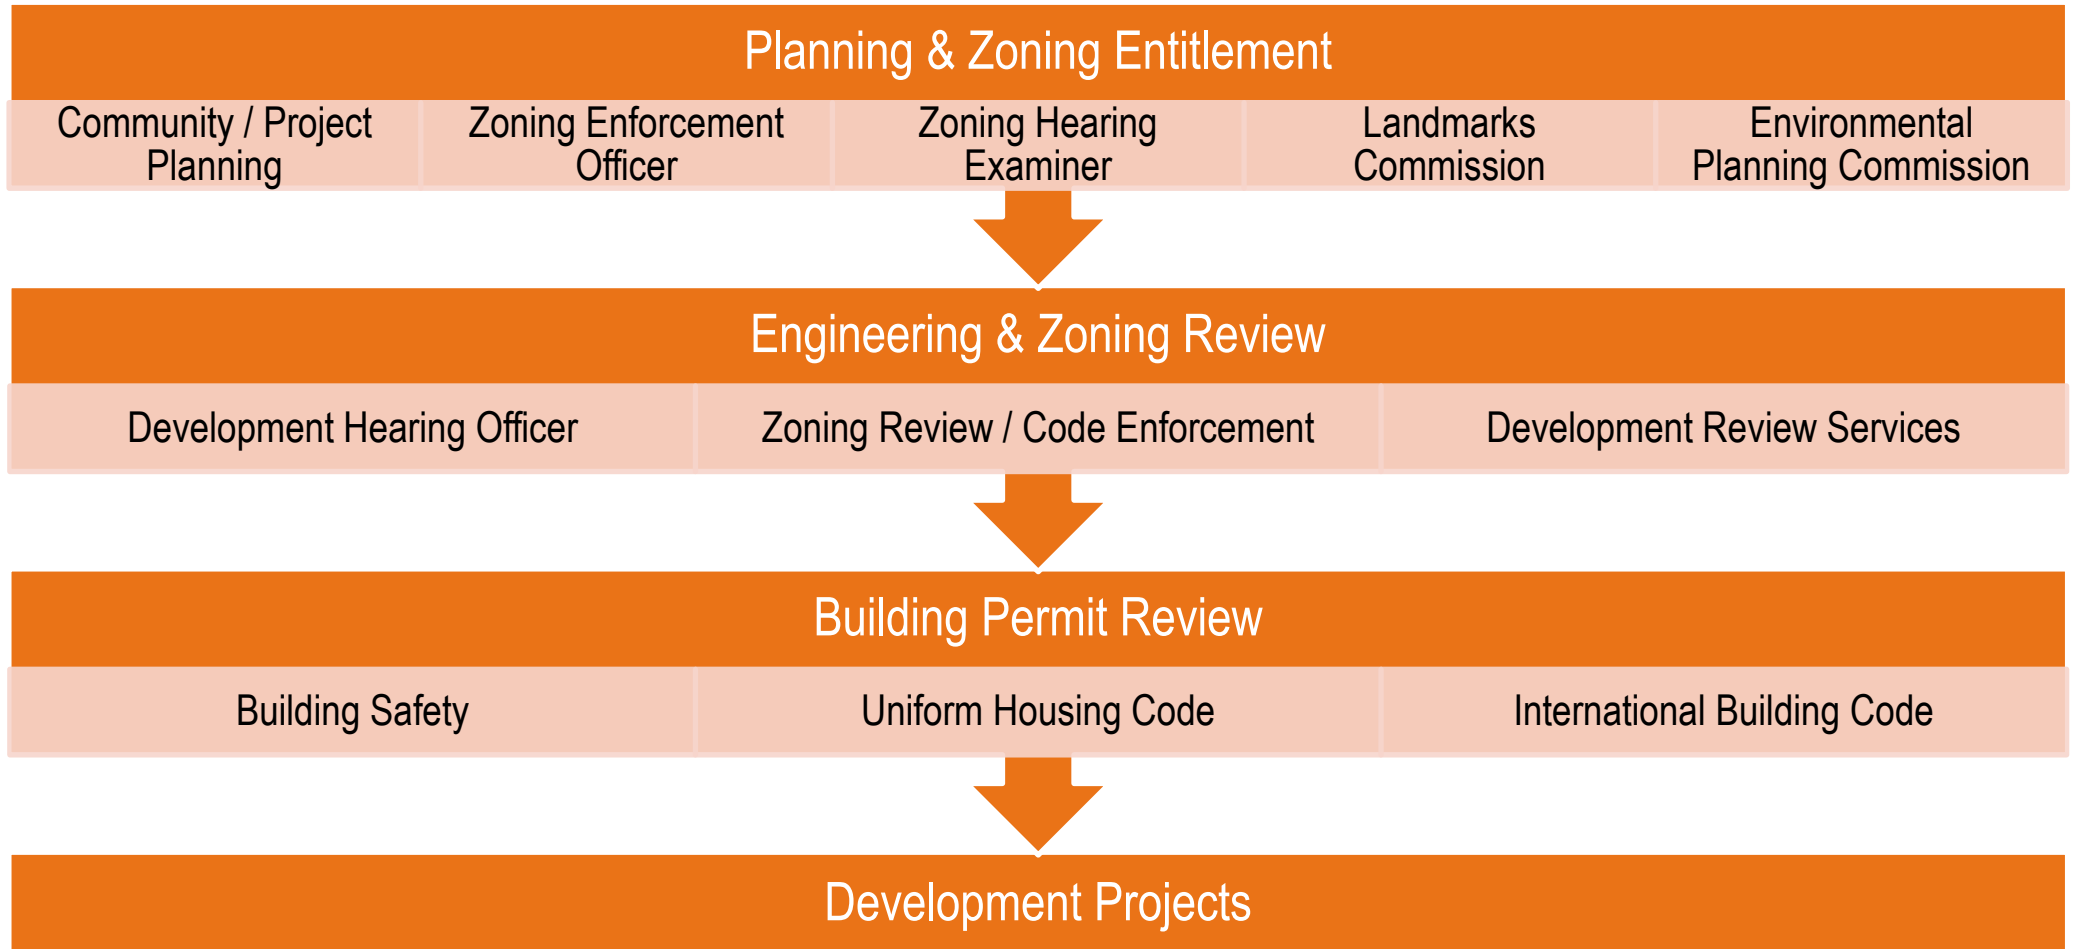 Planning & Zoning Entitlement
Community / Project
Planning
Zoning Enforcement
Officer
Zoning Hearing
Examiner
Landmarks
Commission
Environmental
Planning Commission
Engineering & Zoning Review
Development Hearing Officer
Zoning Review / Code Enforcement
Development Review Services
Building Permit Review
Building Safety
Uniform Housing Code
International Building Code
Development Projects